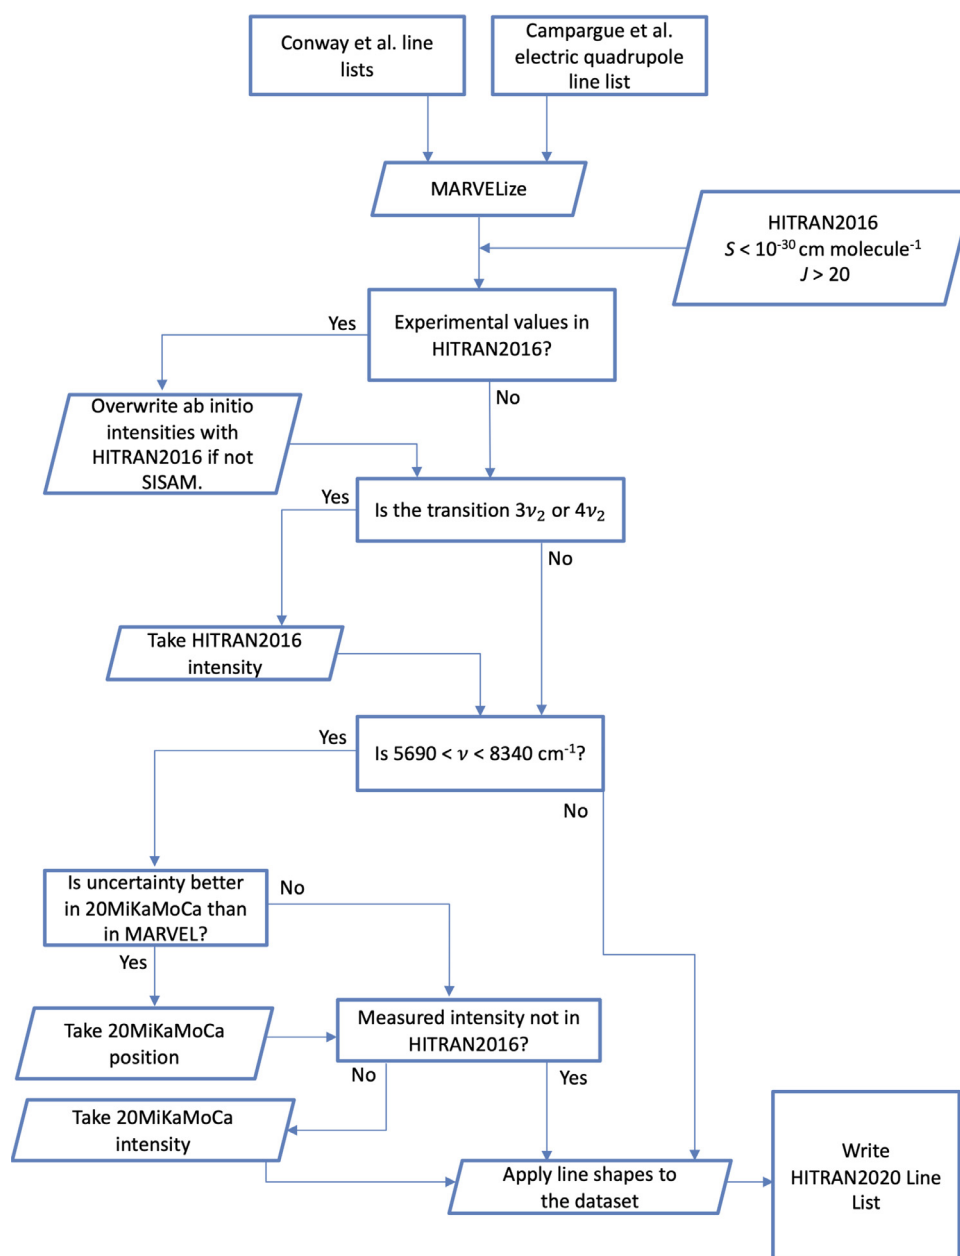 Conway et al. line
lists
Campargue et al.
electric quadrupole
line list
MARVELize
HITRAN2016
S < 10⁻³⁰ cm molecule⁻¹
J > 20
Experimental values in
HITRAN2016?
Yes
No
Overwrite ab initio
intensities with
HITRAN2016 if not
SISAM.
Is the transition 3ν₂ or 4ν₂
Yes
No
Take HITRAN2016
intensity
Is 5690 < ν < 8340 cm⁻¹?
Yes
No
Is uncertainty better
in 20MiKaMoCa than
in MARVEL?
No
Yes
Take 20MiKaMoCa
position
Measured intensity not in
HITRAN2016?
No
Yes
Take 20MiKaMoCa
intensity
Apply line shapes to
the dataset
Write
HITRAN2020 Line
List